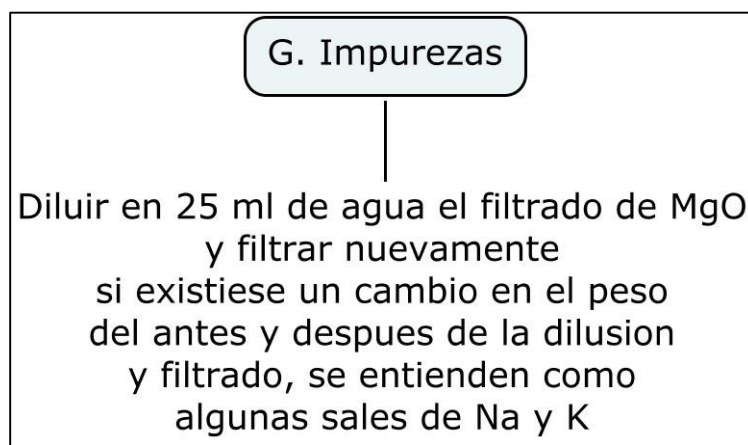 G. Impurezas
Diluir en 25 ml de agua el filtrado de MgO
y filtrar nuevamente
si existiese un cambio en el peso
del antes y despues de la dilusion
y filtrado, se entienden como
algunas sales de Na y K